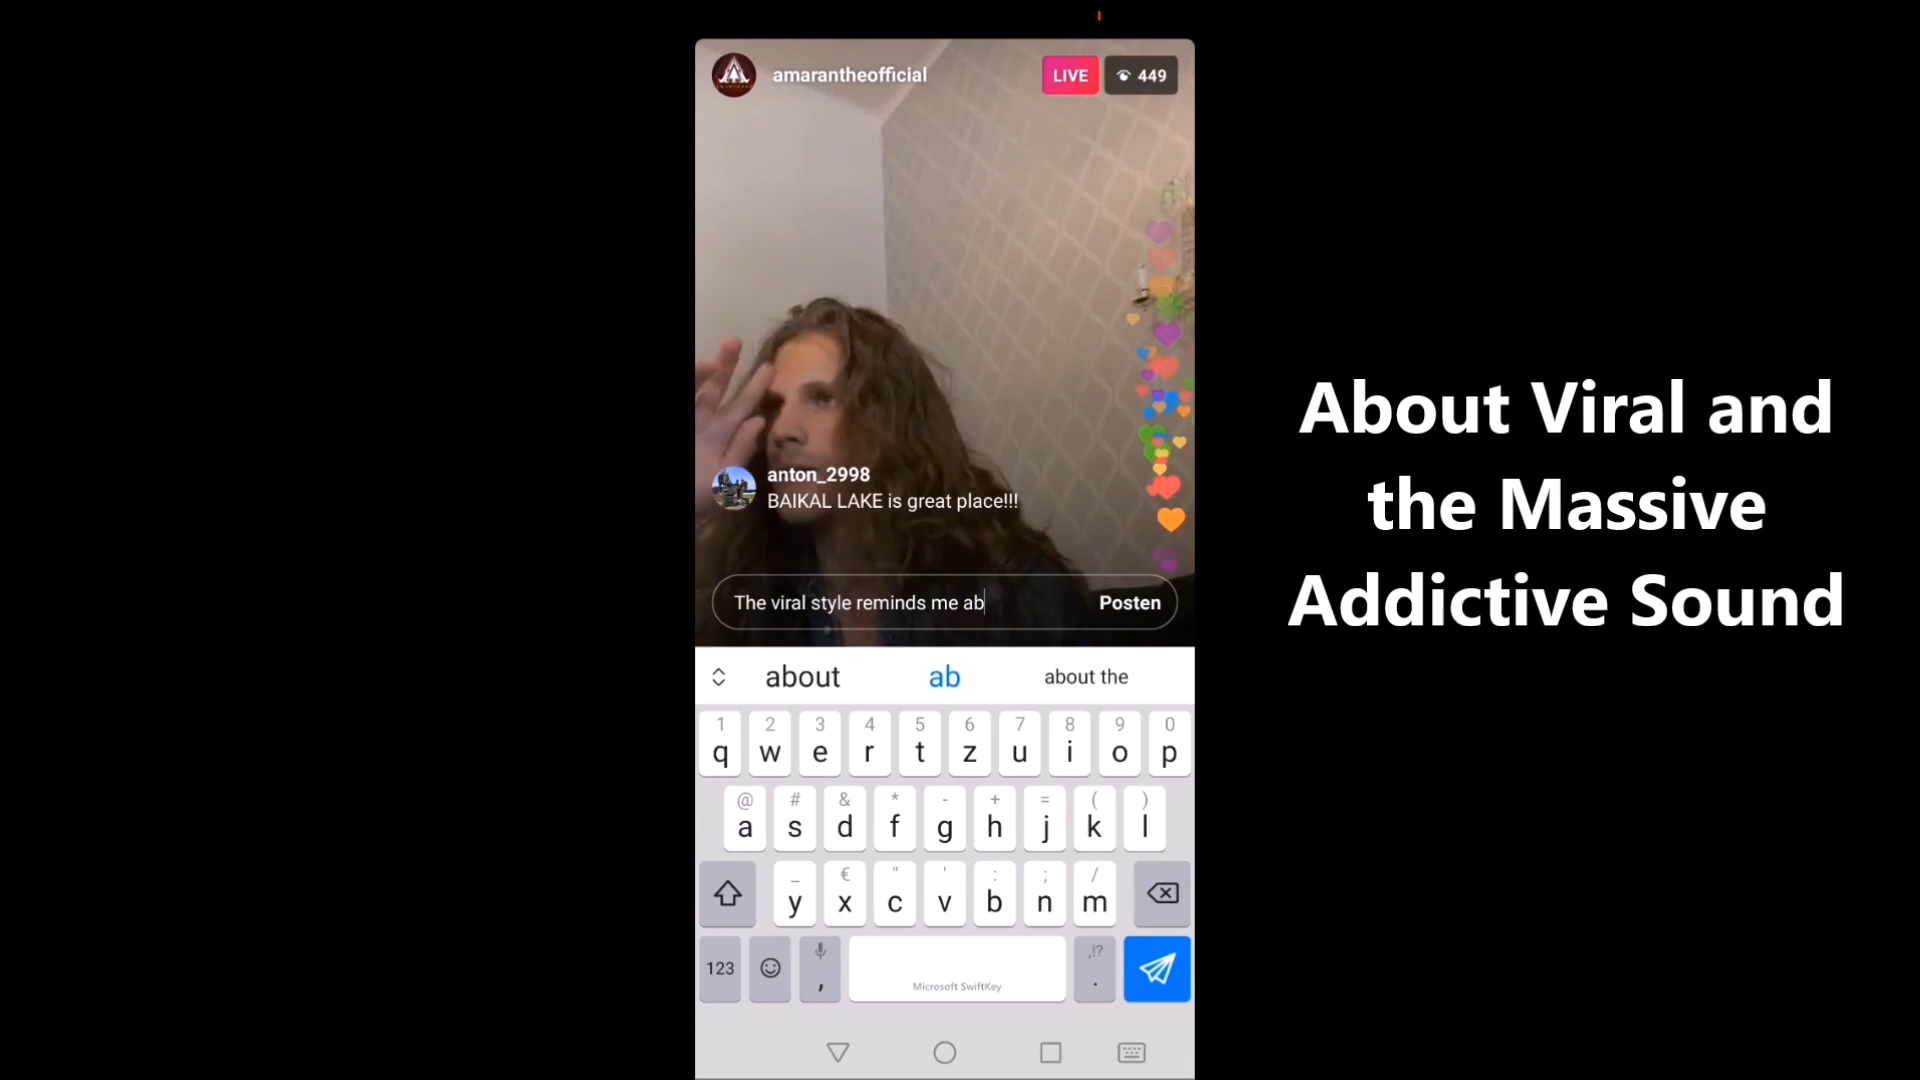 amarantheofficial
LIVE
449
anton_2998
BAIKAL LAKE is great place!!!
The viral style reminds me ab
Posten
about
ab
about the
1 2 3 4 5 6 7 8 9 0
q w e r t z u i o p
@ # & * - + = ( )
a s d f g h j k l
_ € " ' : ; /
y x c v b n m
123
,
Microsoft SwiftKey
,!?
.
About Viral and
the Massive
Addictive Sound